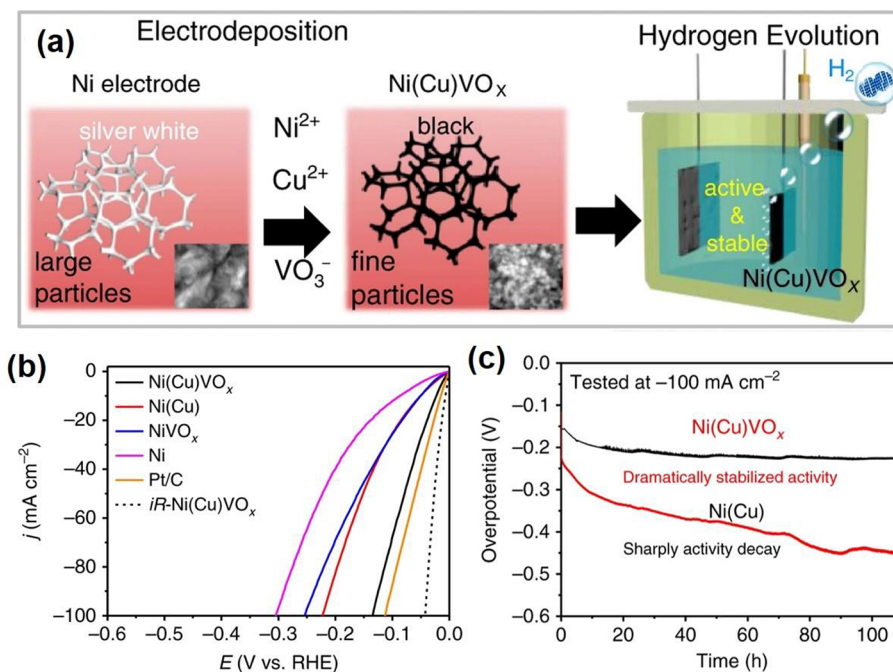 (a)
Electrodeposition
Hydrogen Evolution
Ni electrode
Ni(Cu)VOₓ
H₂
silver white
Ni²⁺
black
Cu²⁺
active
&
stable
large
particles
VO₃⁻
fine
particles
Ni(Cu)VOₓ
(b)
0
−20
−40
−60
−80
−100
j (mA cm⁻²)
Ni(Cu)VOₓ
Ni(Cu)
NiVOₓ
Ni
Pt/C
iR-Ni(Cu)VOₓ
−0.6 −0.5 −0.4 −0.3 −0.2 −0.1 0.0
E (V vs. RHE)
(c)
0.0
−0.1
−0.2
−0.3
−0.4
−0.5
−0.6
Overpotential (V)
Tested at −100 mA cm⁻²
Ni(Cu)VOₓ
Dramatically stabilized activity
Ni(Cu)
Sharply activity decay
0 20 40 60 80 100
Time (h)